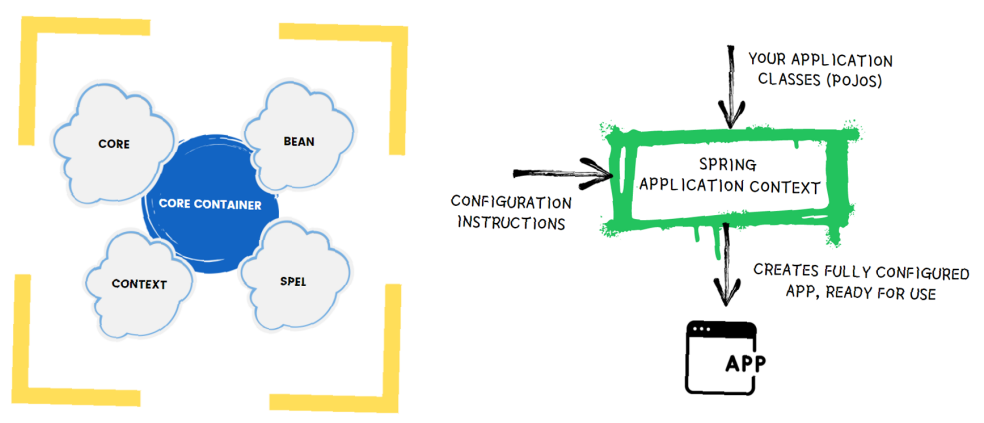 CORE
BEAN
CORE CONTAINER
CONTEXT
SPEL
YOUR APPLICATION
CLASSES (POJOS)
SPRING
APPLICATION CONTEXT
CONFIGURATION
INSTRUCTIONS
CREATES FULLY CONFIGURED
APP, READY FOR USE
APP